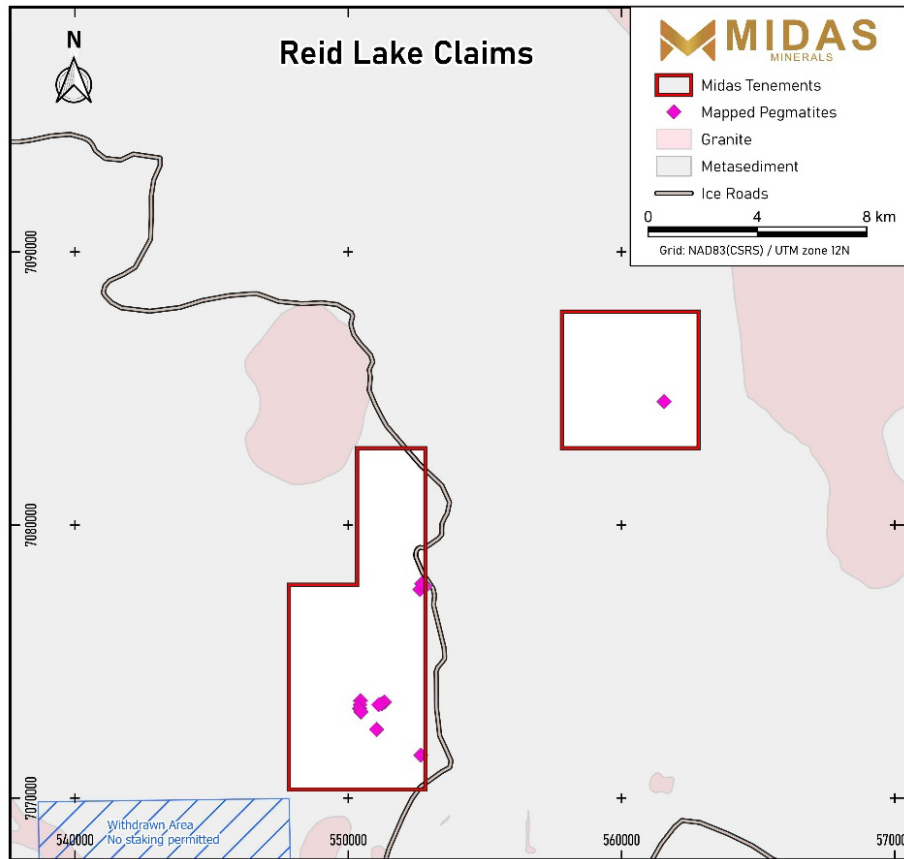 N
Reid Lake Claims
MIDAS
MINERALS
Midas Tenements
Mapped Pegmatites
Granite
Metasediment
Ice Roads
0 4 8 km
Grid: NAD83(CSRS) / UTM zone 12N
7090000
7080000
7070000
Withdrawn Area
No staking permitted
540000 550000 560000 570000